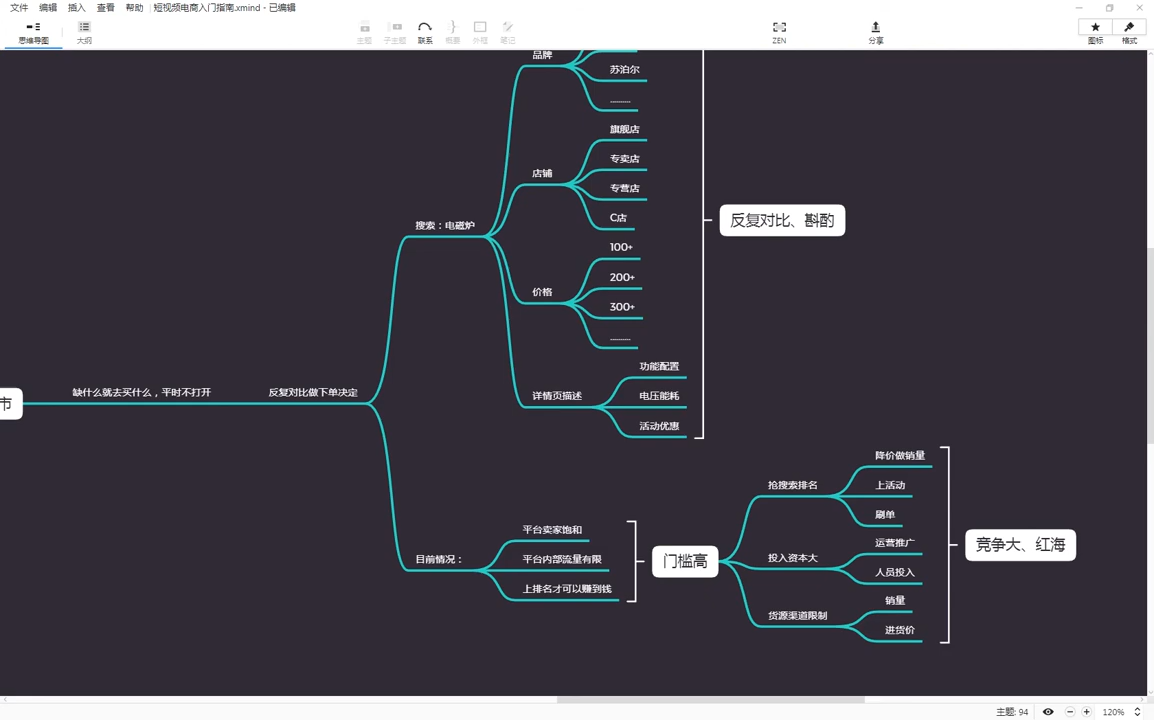 文件 编辑 插入 查看 帮助 短视频电商入门指南.xmind - 已编辑
思维导图 大纲 主题 子主题 联系 概要 外框 笔记 ZEN 分享 图标 格式
品牌
苏泊尔
..........
旗舰店
专卖店
店铺
专营店
C店
搜索：电磁炉
反复对比、斟酌
100+
200+
价格
300+
..........
功能配置
详情页描述
电压能耗
活动优惠
市
缺什么就去买什么，平时不打开
反复对比做下单决定
降价做销量
抢搜索排名
上活动
刷单
平台卖家饱和
目前情况：
平台内部流量有限
上排名才可以赚到钱
门槛高
运营推广
投入资本大
人员投入
竞争大、红海
销量
货源渠道限制
进货价
主题: 94 120%